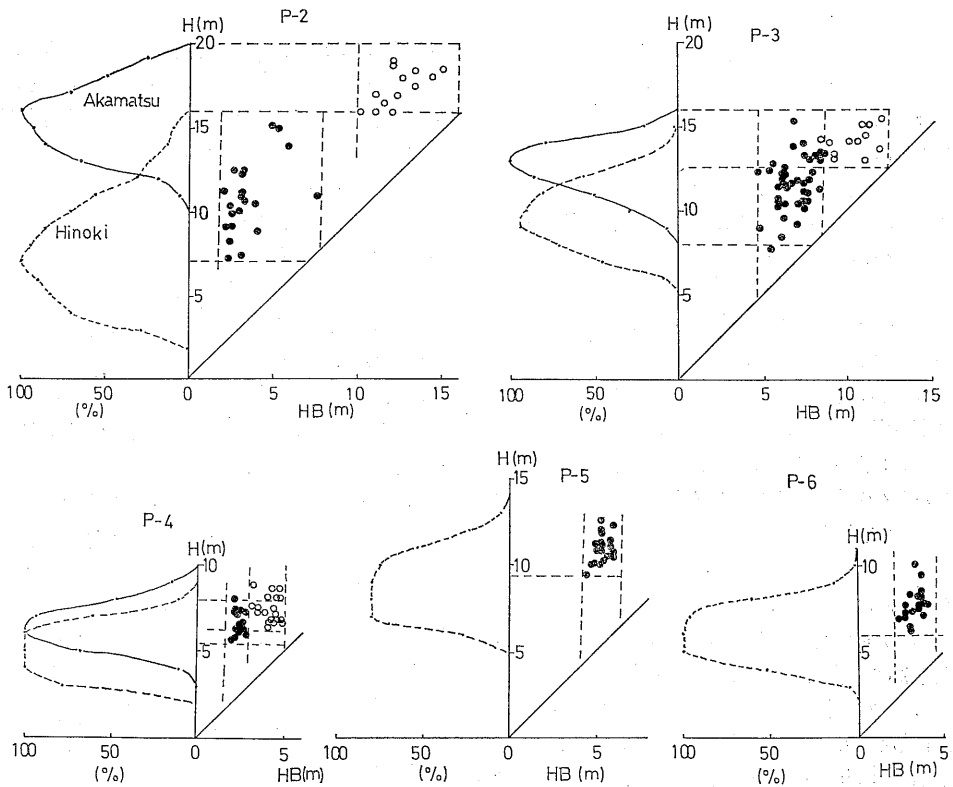 H(m) P-2
20
Akamatsu
15
10
Hinoki
5
100 50 0 5 10 15
(%) HB (m)
H(m) P-3
20
15
10
5
100 50 0 5 10 15
(%) HB (m)
P-4
H(m)
10
5
100 50 0 5
(%) HB(m)
H(m) P-5
15
10
5
100 50 0 5
(%) HB (m)
P-6
H(m)
10
5
100 50 0 5
(%) HB (m)